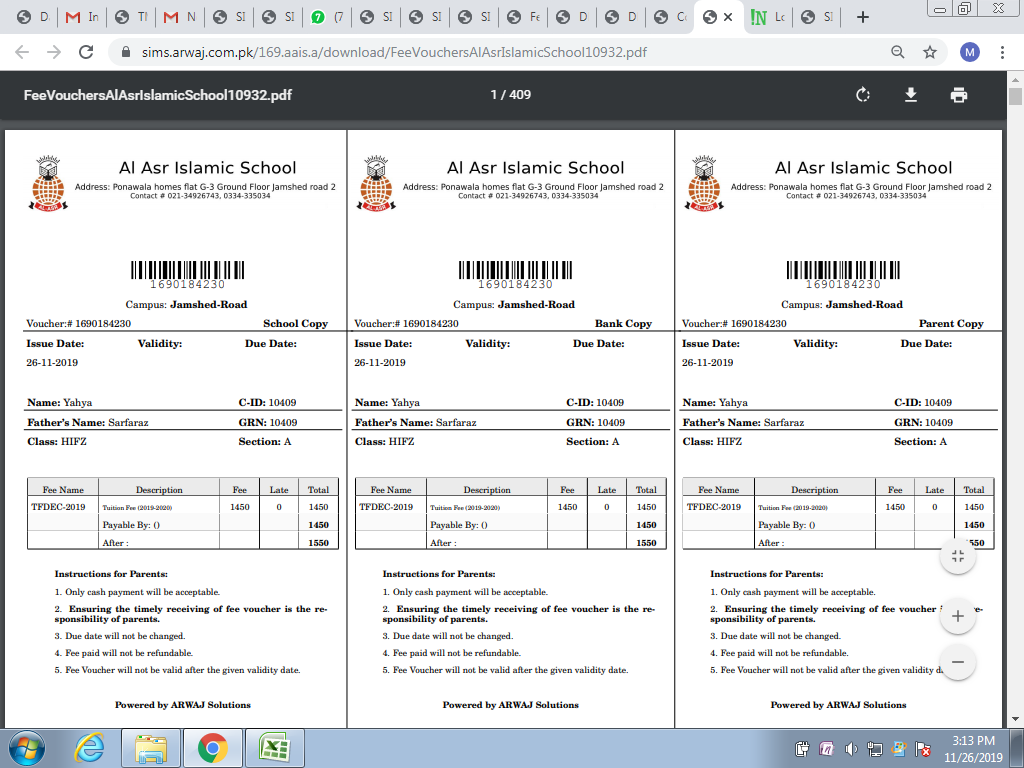 D. In Tl N SI SI (7 SI SI SI Fe D D C Lc SI
sims.arwaj.com.pk/169.aais.a/download/FeeVouchersAlAsrIslamicSchool10932.pdf M
FeeVouchersAlAsrIslamicSchool10932.pdf 1 / 409
Al Asr Islamic School
Address: Ponawala homes flat G-3 Ground Floor Jamshed road 2
Contact # 021-34926743, 0334-335034
AL-ASR
1690184230
Campus: Jamshed-Road
Voucher:# 1690184230 School Copy
Issue Date: Validity: Due Date:
26-11-2019
Name: Yahya C-ID: 10409
Father's Name: Sarfaraz GRN: 10409
Class: HIFZ Section: A
Fee Name Description Fee Late Total
TFDEC-2019 Tuition Fee (2019-2020) 1450 0 1450
Payable By: () 1450
After : 1550
Instructions for Parents:
1. Only cash payment will be acceptable.
2. Ensuring the timely receiving of fee voucher is the re-
sponsibility of parents.
3. Due date will not be changed.
4. Fee paid will not be refundable.
5. Fee Voucher will not be valid after the given validity date.
Powered by ARWAJ Solutions
Al Asr Islamic School
Address: Ponawala homes flat G-3 Ground Floor Jamshed road 2
Contact # 021-34926743, 0334-335034
AL-ASR
1690184230
Campus: Jamshed-Road
Voucher:# 1690184230 Bank Copy
Issue Date: Validity: Due Date:
26-11-2019
Name: Yahya C-ID: 10409
Father's Name: Sarfaraz GRN: 10409
Class: HIFZ Section: A
Fee Name Description Fee Late Total
TFDEC-2019 Tuition Fee (2019-2020) 1450 0 1450
Payable By: () 1450
After : 1550
Instructions for Parents:
1. Only cash payment will be acceptable.
2. Ensuring the timely receiving of fee voucher is the re-
sponsibility of parents.
3. Due date will not be changed.
4. Fee paid will not be refundable.
5. Fee Voucher will not be valid after the given validity date.
Powered by ARWAJ Solutions
Al Asr Islamic School
Address: Ponawala homes flat G-3 Ground Floor Jamshed road 2
Contact # 021-34926743, 0334-335034
AL-ASR
1690184230
Campus: Jamshed-Road
Voucher:# 1690184230 Parent Copy
Issue Date: Validity: Due Date:
26-11-2019
Name: Yahya C-ID: 10409
Father's Name: Sarfaraz GRN: 10409
Class: HIFZ Section: A
Fee Name Description Fee Late Total
TFDEC-2019 Tuition Fee (2019-2020) 1450 0 1450
Payable By: () 1450
After : 550
Instructions for Parents:
1. Only cash payment will be acceptable.
2. Ensuring the timely receiving of fee voucher re-
sponsibility of parents.
3. Due date will not be changed.
4. Fee paid will not be refundable.
5. Fee Voucher will not be valid after the given validity
Powered by ARWAJ Solutions
3:13 PM
11/26/2019